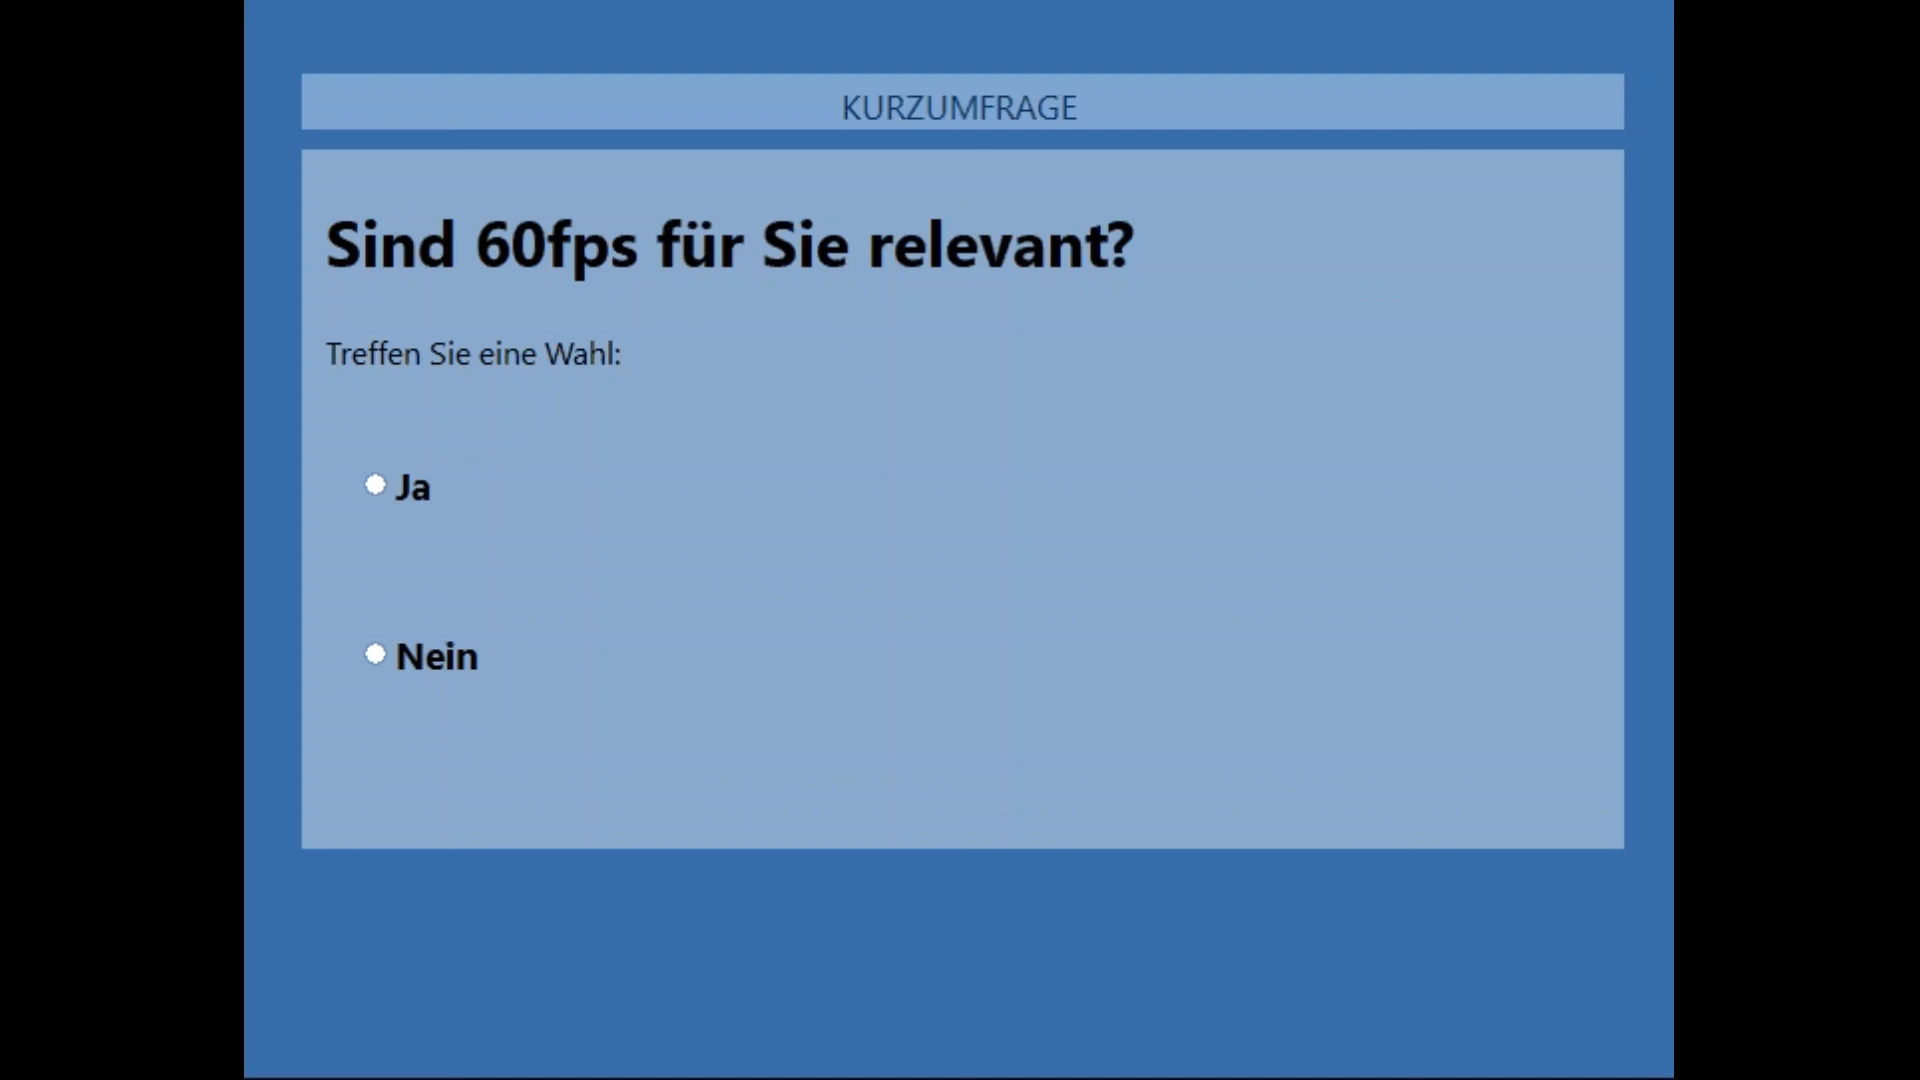 KURZUMFRAGE
Sind 60fps für Sie relevant?
Treffen Sie eine Wahl:
Ja
Nein